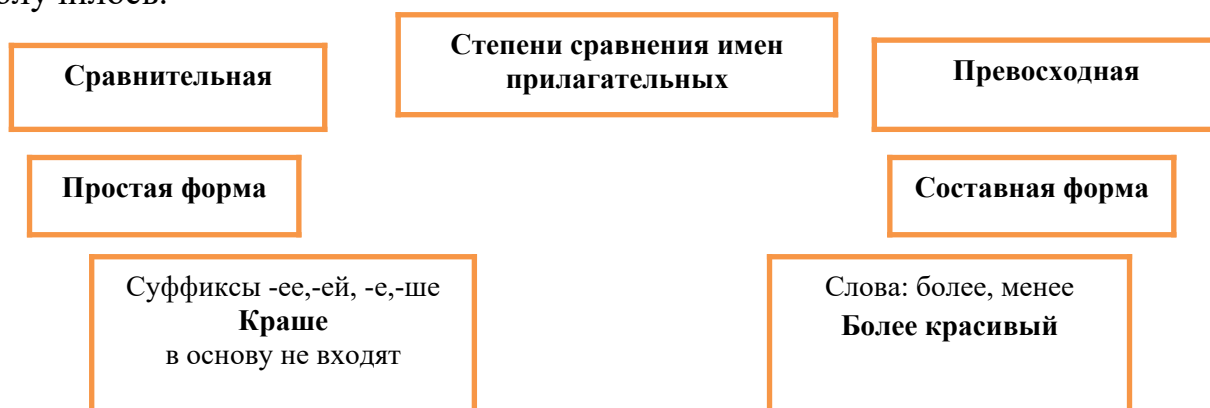 Степени сравнения имен
прилагательных
Сравнительная
Превосходная
Простая форма
Составная форма
Суффиксы -ее,-ей, -е,-ше
Краше
в основу не входят
Слова: более, менее
Более красивый